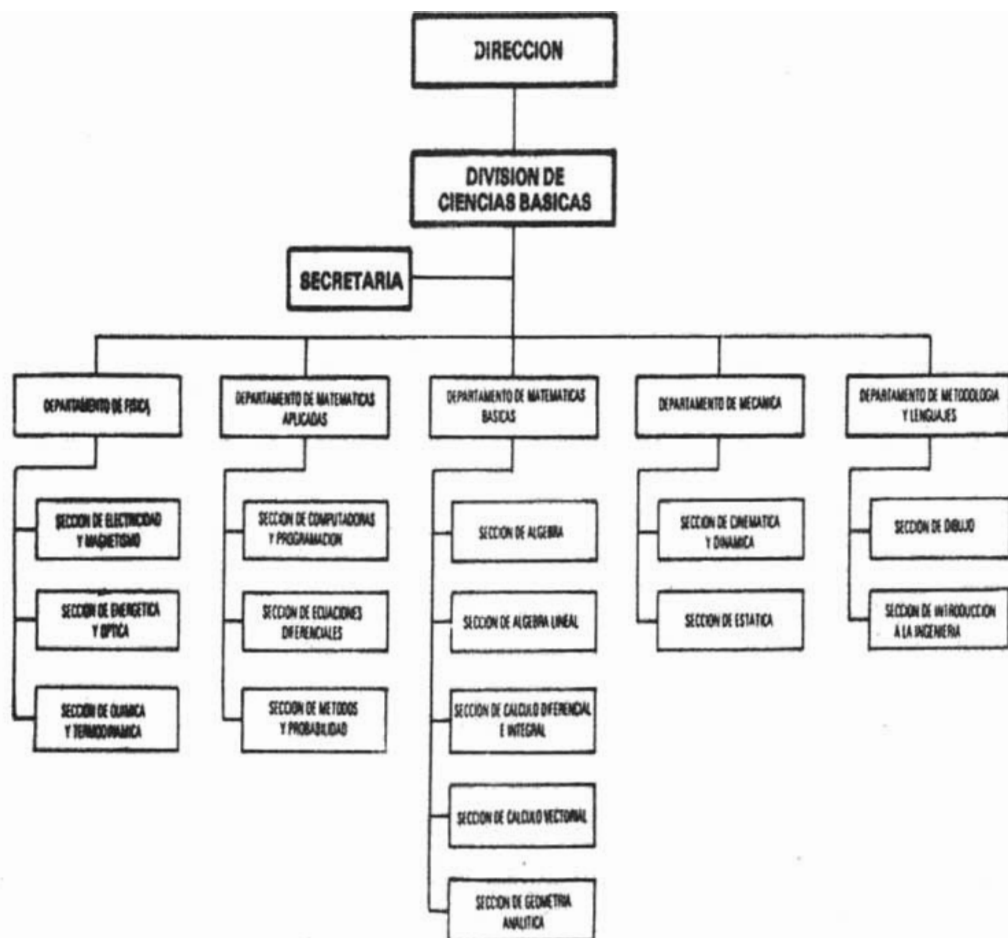 DIRECCION
DIVISION DE
CIENCIAS BASICAS
SECRETARIA
DEPARTAMENTO DE FISICA
DEPARTAMENTO DE MATEMATICAS
APLICADAS
DEPARTAMENTO DE MATEMATICAS
BASICAS
DEPARTAMENTO DE MECANICA
DEPARTAMENTO DE METODOLOGIA
Y LENGUAJES
SECCION DE ELECTRICIDAD
Y MAGNETISMO
SECCION DE ENERGETICA
Y OPTICA
SECCION DE QUIMICA
Y TERMODINAMICA
SECCION DE COMPUTADORAS
Y PROGRAMACION
SECCION DE ECUACIONES
DIFERENCIALES
SECCION DE METODOS
Y PROBABILIDAD
SECCION DE ALGEBRA
SECCION DE ALGEBRA LINEAL
SECCION DE CALCULO DIFERENCIAL
E INTEGRAL
SECCION DE CALCULO VECTORIAL
SECCION DE GEOMETRIA
ANALITICA
SECCION DE CINEMATICA
Y DINAMICA
SECCION DE ESTATICA
SECCION DE DIBUJO
SECCION DE INTRODUCCION
A LA INGENIERIA